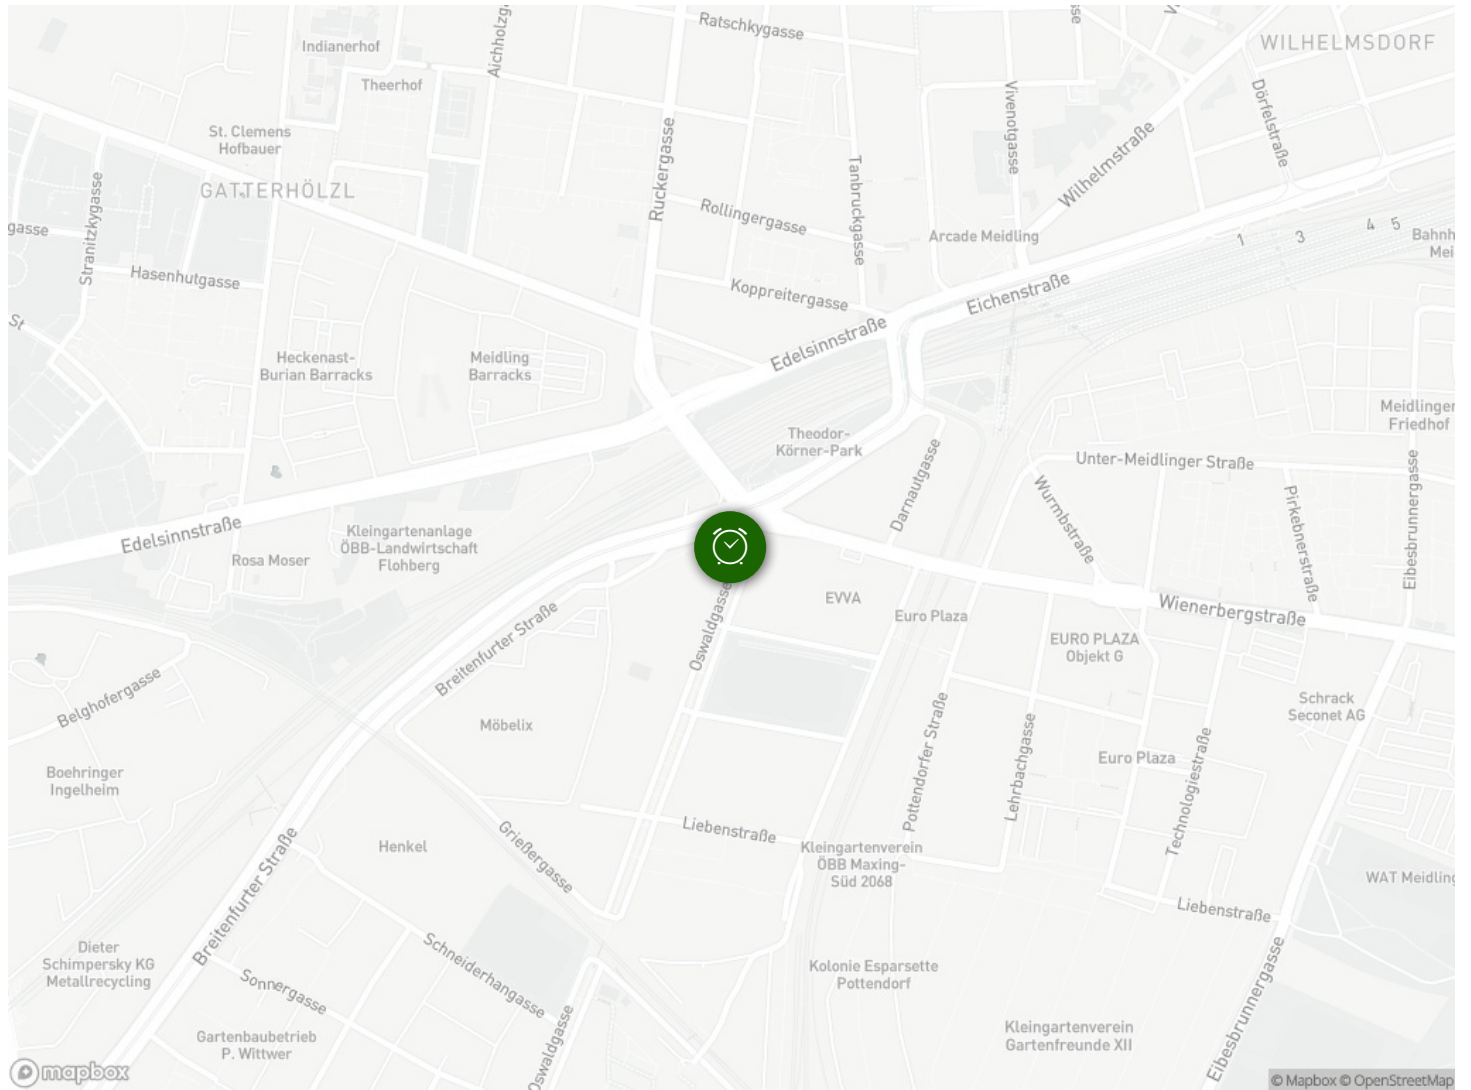 Ratschkygasse
WILHELMSDORF
Indianerhof
Aichholzg
Theerhof
Vivenotgasse
Dörfelstraße
St. Clemens
Hofbauer
Ruckergasse
Wilhelmstraße
Tanbruckgasse
GATTERHÖLZL
Stranitzkygasse
gasse
Rollingergasse
Arcade Meidling
1
3
4
5
Bahnh
Mei
Hasenhutgasse
Koppreitergasse
Eichenstraße
St
Edelsinnstraße
Heckenast-
Burian Barracks
Meidling
Barracks
Theodor-
Körner-Park
Meidlinger
Friedhof
Unter-Meidlinger Straße
Darnautgasse
Wurmbstraße
Pirkebnerstraße
Eibesbrunnergasse
Edelsinnstraße
Kleingartenanlage
ÖBB-Landwirtschaft
Flohberg
Rosa Moser
EVVA
Euro Plaza
Wienerbergstraße
Oswaldgasse
Breitenfurter Straße
EURO PLAZA
Objekt G
Belghofergasse
Schrack
Seconet AG
Möbelix
Pottendorfer Straße
Lehrbachgasse
Euro Plaza
Technologiestraße
Boehringer
Ingelheim
Liebenstraße
Henkel
Grießergasse
Kleingartenverein
ÖBB Maxing-
Süd 2068
WAT Meidling
Breitenfurter Straße
Liebenstraße
Dieter
Schimpersky KG
Metallrecycling
Schneiderhangasse
Kolonie Esparsette
Pottendorf
Sonnergasse
Eibesbrunnergasse
Gartenbaubetrieb
P. Wittwer
Oswaldgasse
Kleingartenverein
Gartenfreunde XII
mapbox
© Mapbox © OpenStreetMap